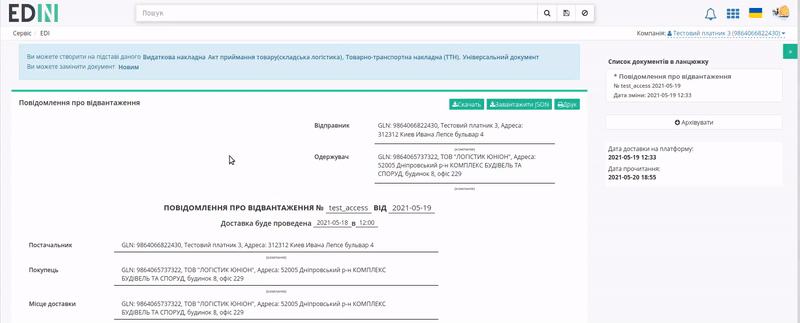 EDIN
Пошук
Сервіс / EDI
Компанія: Тестовий платник 3 (9864066822430)
Ви можете створити на підставі даного Видаткова накладна Акт приймання товару(складська логістика), Товарно-транспортна накладна (ТТН), Універсальний документ
Ви можете замінити документ Новим
»
Список документів в ланцюжку
* Повідомлення про відвантаження
№ test_access 2021-05-19
Дата зміни: 2021-05-19 12:33
Архівувати
Дата доставки на платформу:
2021-05-19 12:33
Дата прочитання:
2021-05-20 18:55
Повідомлення про відвантаження
Скачать
Завантажити JSON
Друк
Відправник
GLN: 9864066822430, Тестовий платник 3, Адреса:
312312 Киев Ивана Лепсе бульвар 4
(компанія)
Одержувач
GLN: 9864065737322, ТОВ "ЛОГІСТИК ЮНІОН", Адреса:
52005 Дніпровський р-н КОМПЛЕКС БУДІВЕЛЬ ТА
СПОРУД, будинок 8, офіс 229
(компанія)
ПОВІДОМЛЕННЯ ПРО ВІДВАНТАЖЕННЯ № test_access ВІД 2021-05-19
Доставка буде проведена 2021-05-18 в 12:00
Постачальник
GLN: 9864066822430, Тестовий платник 3, Адреса: 312312 Киев Ивана Лепсе бульвар 4
(компанія)
Покупець
GLN: 9864065737322, ТОВ "ЛОГІСТИК ЮНІОН", Адреса: 52005 Дніпровський р-н КОМПЛЕКС
БУДІВЕЛЬ ТА СПОРУД, будинок 8, офіс 229
(компанія)
Місце доставки
GLN: 9864065737322, ТОВ "ЛОГІСТИК ЮНІОН", Адреса: 52005 Дніпровський р-н КОМПЛЕКС
БУДІВЕЛЬ ТА СПОРУД, будинок 8, офіс 229